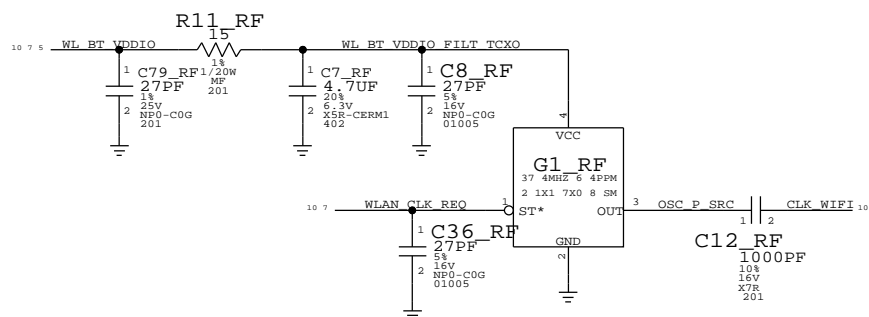 R11_RF
15
10 7 5 WL_BT_VDDIO
WL_BT_VDDIO_FILT_TCXO
1%
1/20W
MF
201
1 C79_RF
27PF
1%
25V
2 NP0-C0G
201
1 C7_RF
4.7UF
20%
6.3V
2 X5R-CERM1
402
1 C8_RF
27PF
5%
16V
2 NP0-C0G
01005
4
VCC
G1_RF
37 4MHZ 6 4PPM
2 1X1 7X0 8 SM
10 7 WLAN_CLK_REQ 1
ST*
OUT
3 OSC_P_SRC
CLK_WIFI 10
1 2
C12_RF
1000PF
10%
16V
X7R
201
GND
2
1 C36_RF
27PF
5%
16V
2 NP0-C0G
01005